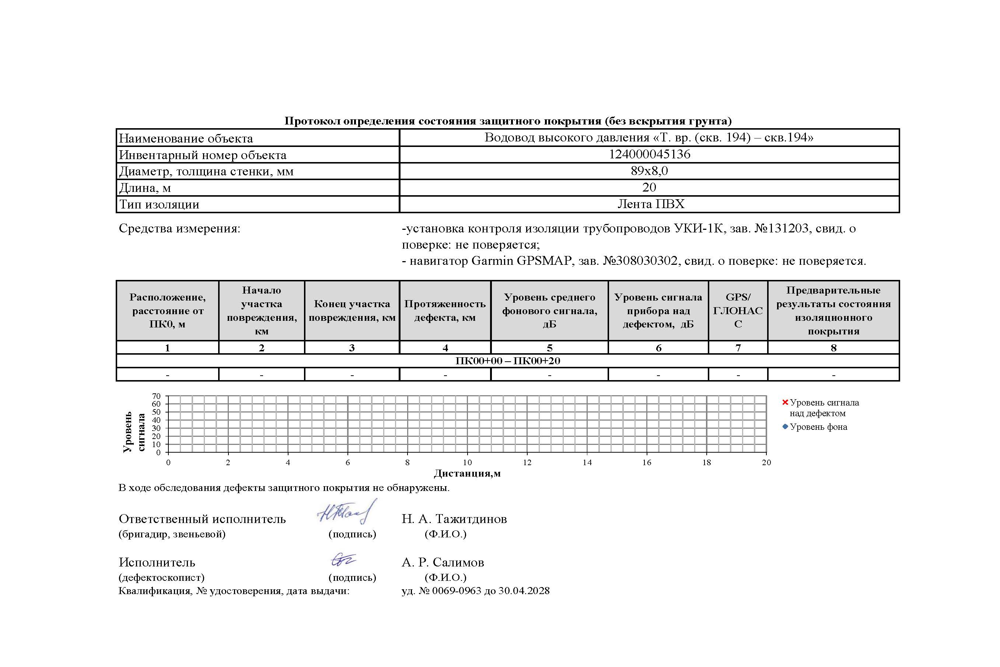 Протокол определения состояния защитного покрытия (без вскрытия грунта)
Наименование объекта Водовод высокого давления «Т. вр. (скв. 194) – скв.194»
Инвентарный номер объекта 124000045136
Диаметр, толщина стенки, мм 89х8,0
Длина, м 20
Тип изоляции Лента ПВХ
Средства измерения: -установка контроля изоляции трубопроводов УКИ-1К, зав. №131203, свид. о
поверке: не поверяется;
- навигатор Garmin GPSMAP, зав. №308030302, свид. о поверке: не поверяется.
Расположение,
расстояние от
ПК0, м
Начало
участка
повреждения,
км
Конец участка
повреждения, км
Протяженность
дефекта, км
Уровень среднего
фонового сигнала,
дБ
Уровень сигнала
прибора над
дефектом, дБ
GPS/
ГЛОНАС
С
Предварительные
результаты состояния
изоляционного
покрытия
1 2 3 4 5 6 7 8
ПК00+00 – ПК00+20
- - - - - - - -
Уровень
сигнала
70
60
50
40
30
20
10
0
0 2 4 6 8 10 12 14 16 18 20
Дистанция,м
Уровень сигнала
над дефектом
Уровень фона
В ходе обследования дефекты защитного покрытия не обнаружены.
Ответственный исполнитель Н. А. Тажитдинов
(бригадир, звеньевой) (подпись) (Ф.И.О.)
Исполнитель А. Р. Салимов
(дефектоскопист) (подпись) (Ф.И.О.)
Квалификация, № удостоверения, дата выдачи: уд. № 0069-0963 до 30.04.2028